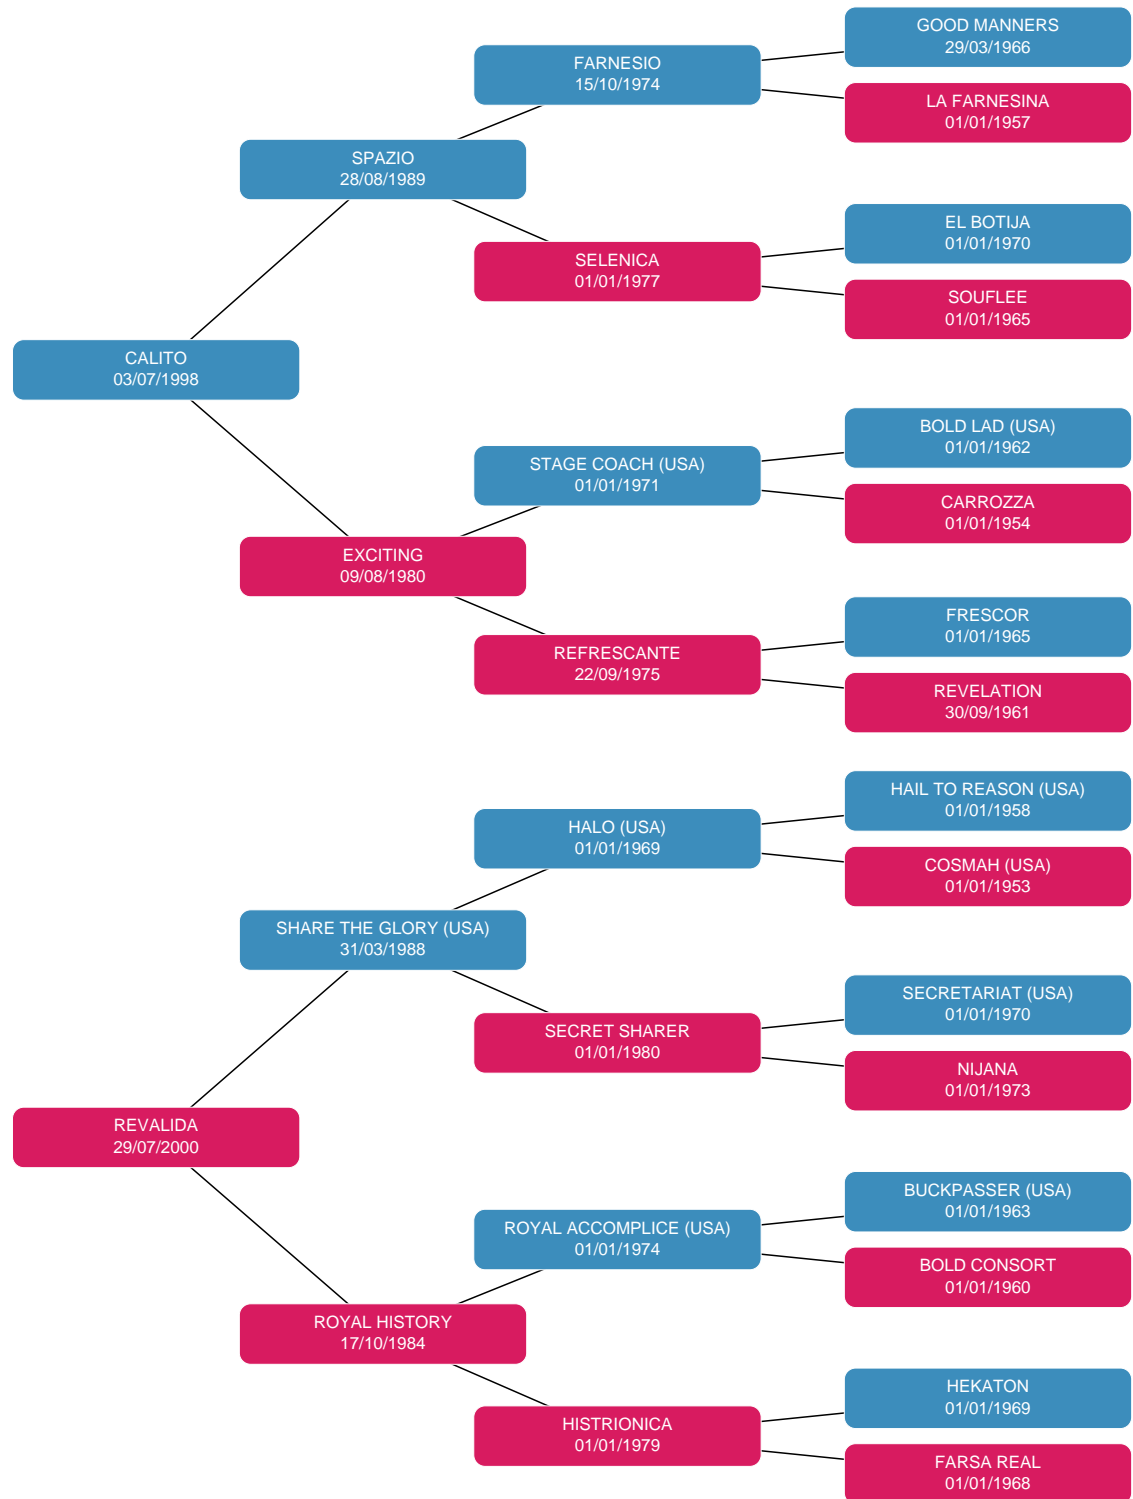 GOOD MANNERS
29/03/1966
FARNESIO
15/10/1974
LA FARNESINA
01/01/1957
SPAZIO
28/08/1989
EL BOTIJA
01/01/1970
SELENICA
01/01/1977
SOUFLEE
01/01/1965
CALITO
03/07/1998
BOLD LAD (USA)
01/01/1962
STAGE COACH (USA)
01/01/1971
CARROZZA
01/01/1954
EXCITING
09/08/1980
FRESCOR
01/01/1965
REFRESCANTE
22/09/1975
REVELATION
30/09/1961
HAIL TO REASON (USA)
01/01/1958
HALO (USA)
01/01/1969
COSMAH (USA)
01/01/1953
SHARE THE GLORY (USA)
31/03/1988
SECRETARIAT (USA)
01/01/1970
SECRET SHARER
01/01/1980
NIJANA
01/01/1973
REVALIDA
29/07/2000
BUCKPASSER (USA)
01/01/1963
ROYAL ACCOMPLICE (USA)
01/01/1974
BOLD CONSORT
01/01/1960
ROYAL HISTORY
17/10/1984
HEKATON
01/01/1969
HISTRIONICA
01/01/1979
FARSA REAL
01/01/1968